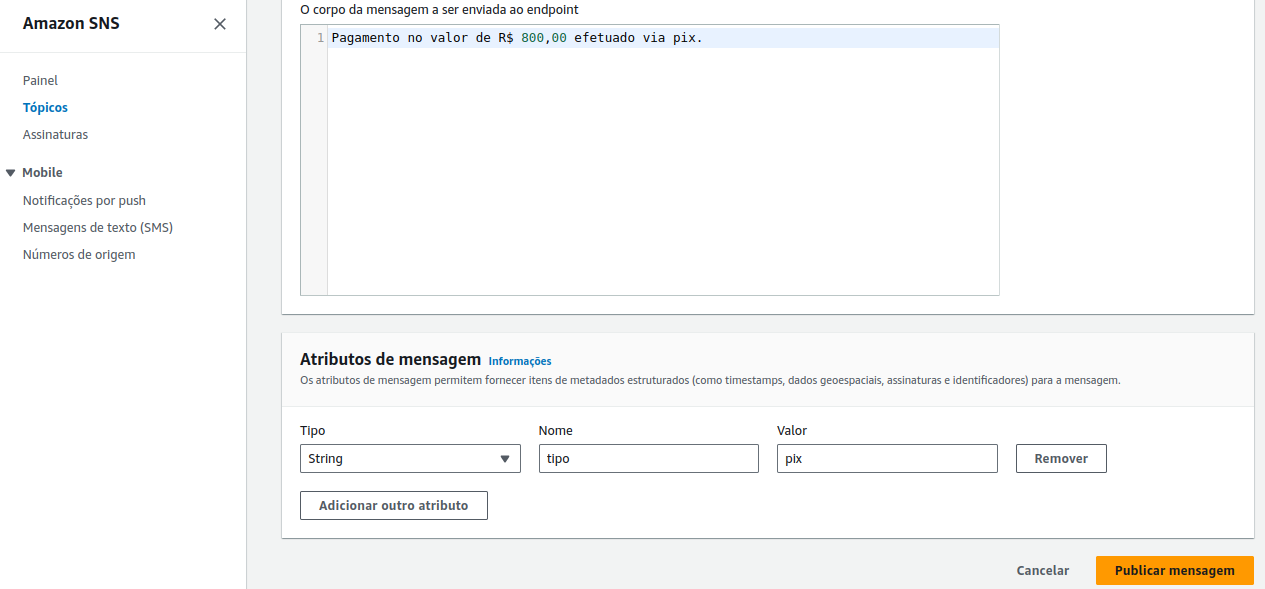 Amazon SNS
Painel
Tópicos
Assinaturas
Mobile
Notificações por push
Mensagens de texto (SMS)
Números de origem
O corpo da mensagem a ser enviada ao endpoint
1 Pagamento no valor de R$ 800,00 efetuado via pix.
Atributos de mensagem Informações
Os atributos de mensagem permitem fornecer itens de metadados estruturados (como timestamps, dados geoespaciais, assinaturas e identificadores) para a mensagem.
Tipo Nome Valor
String tipo pix Remover
Adicionar outro atributo
Cancelar Publicar mensagem